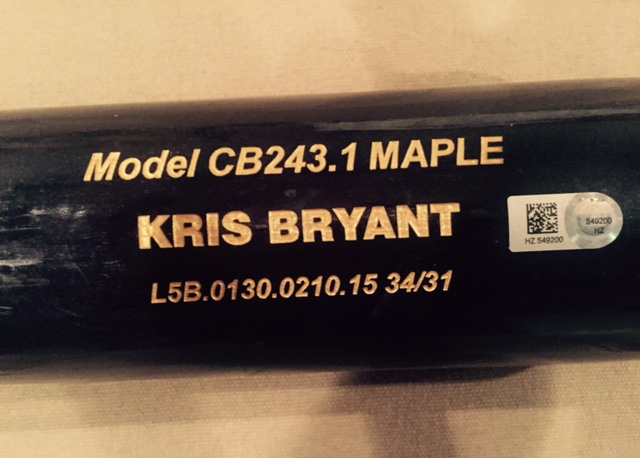 Model CB243.1 MAPLE
KRIS BRYANT
L5B.0130.0210.15 34/31
HZ 549200
549200
HZ